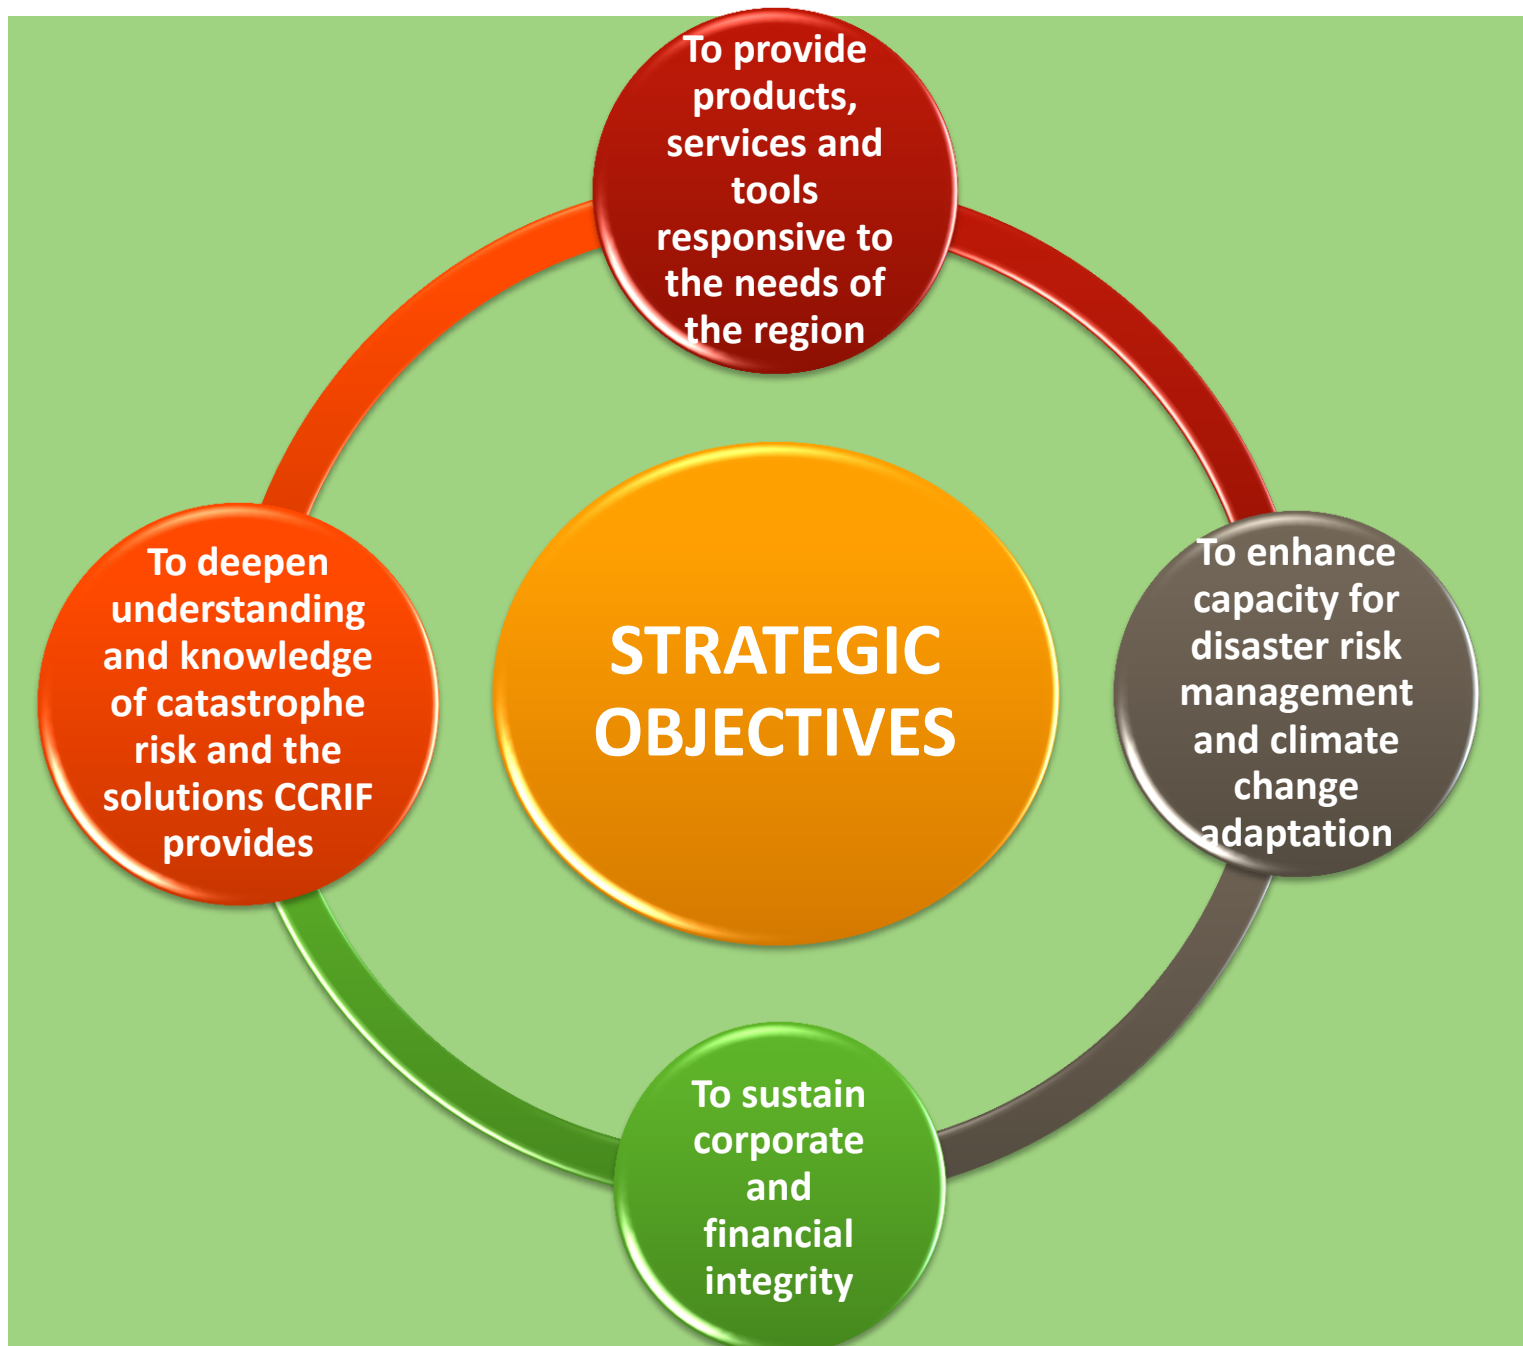 To provide
products,
services and
tools
responsive to
the needs of
the region
To enhance
capacity for
disaster risk
management
and climate
change
adaptation
To sustain
corporate
and
financial
integrity
To deepen
understanding
and knowledge
of catastrophe
risk and the
solutions CCRIF
provides
STRATEGIC
OBJECTIVES